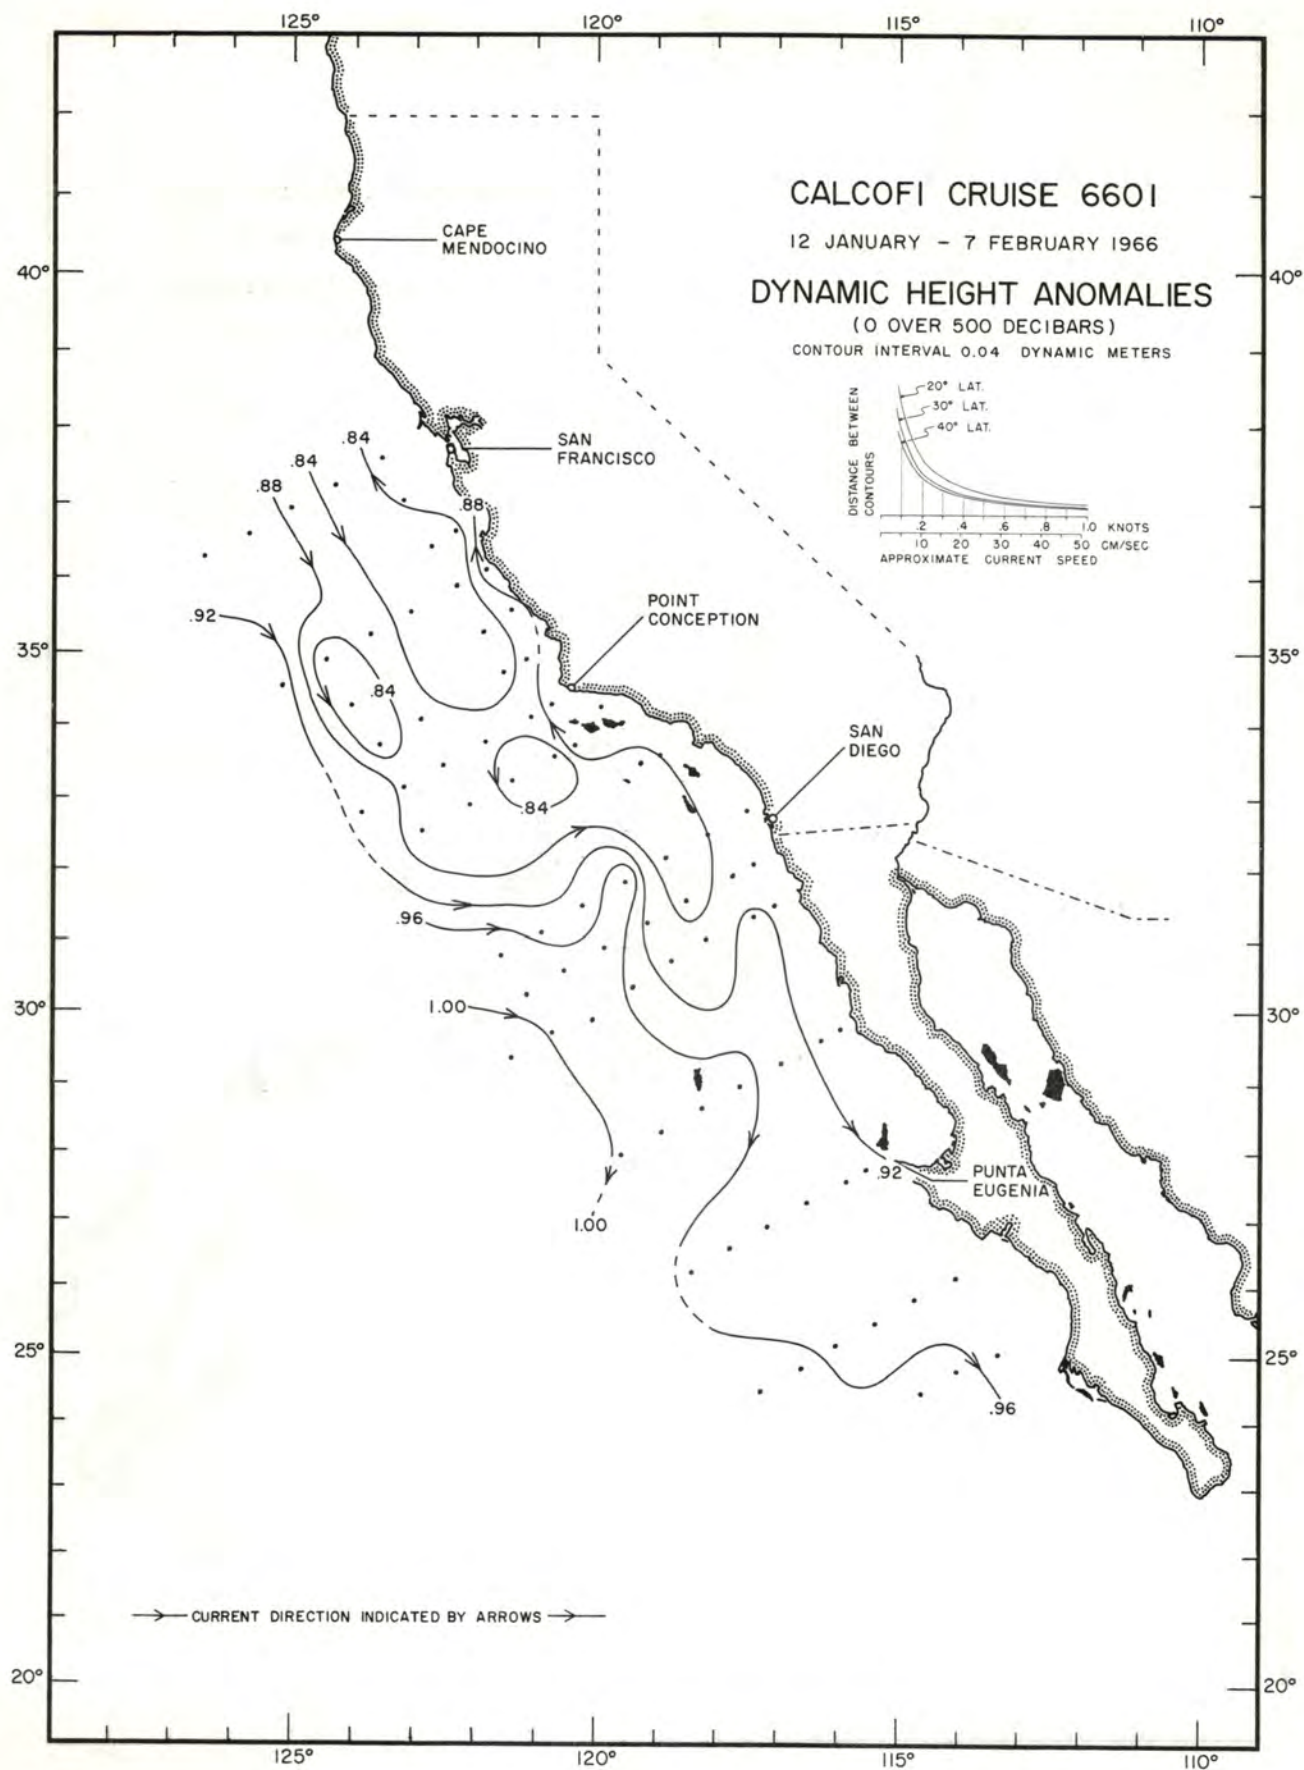 125° 120° 115° 110°
CALCOFI CRUISE 6601
12 JANUARY - 7 FEBRUARY 1966
DYNAMIC HEIGHT ANOMALIES
(0 OVER 500 DECIBARS)
CONTOUR INTERVAL 0.04 DYNAMIC METERS
DISTANCE BETWEEN
CONTOURS
20° LAT.
30° LAT.
40° LAT.
.2 .4 .6 .8 1.0 KNOTS
10 20 30 40 50 CM/SEC
APPROXIMATE CURRENT SPEED
CAPE
MENDOCINO
40° 40°
SAN
FRANCISCO
.84
.84
.88
.88
.92
POINT
CONCEPTION
35° 35°
.84
SAN
DIEGO
.84
.96
30° 30°
1.00
.92
PUNTA
EUGENIA
1.00
25° 25°
.96
CURRENT DIRECTION INDICATED BY ARROWS
20° 20°
125° 120° 115° 110°